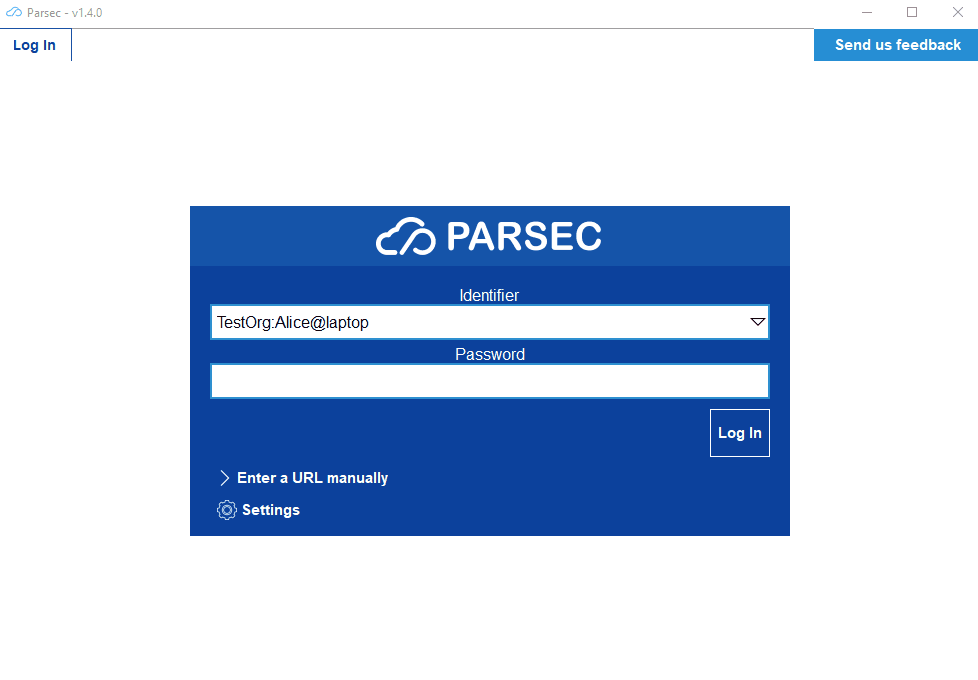 Parsec - v1.4.0
Log In
Send us feedback
PARSEC
Identifier
TestOrg:Alice@laptop
Password
Log In
Enter a URL manually
Settings